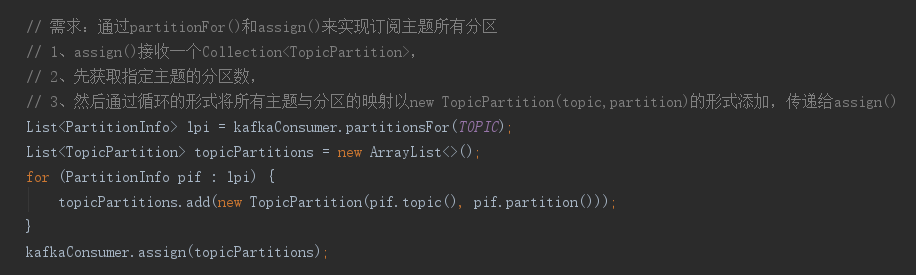 // 需求：通过partitionFor()和assign()来实现订阅主题所有分区
// 1、assign()接收一个Collection<TopicPartition>，
// 2、先获取指定主题的分区数，
// 3、然后通过循环的形式将所有主题与分区的映射以new TopicPartition(topic,partition)的形式添加，传递给assign()
List<PartitionInfo> lpi = kafkaConsumer.partitionsFor(TOPIC);
List<TopicPartition> topicPartitions = new ArrayList<>();
for (PartitionInfo pif : lpi) {
    topicPartitions.add(new TopicPartition(pif.topic(), pif.partition()));
}
kafkaConsumer.assign(topicPartitions);